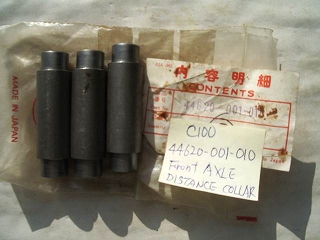 MADE IN JAPAN
内容明細
CONTENTS
44620-001-010
C100
44620-001-010
Front AXLE
DISTANCE COLLAR